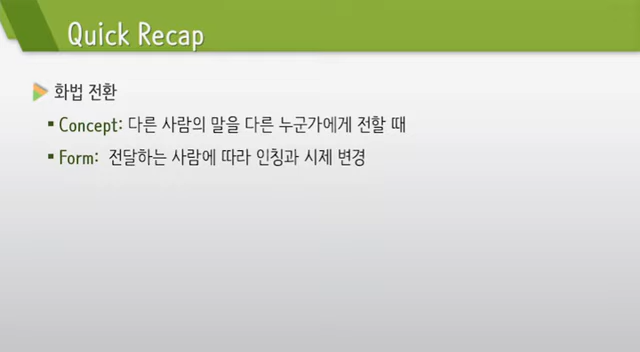 Quick Recap
화법 전환
Concept: 다른 사람의 말을 다른 누군가에게 전할 때
Form: 전달하는 사람에 따라 인칭과 시제 변경